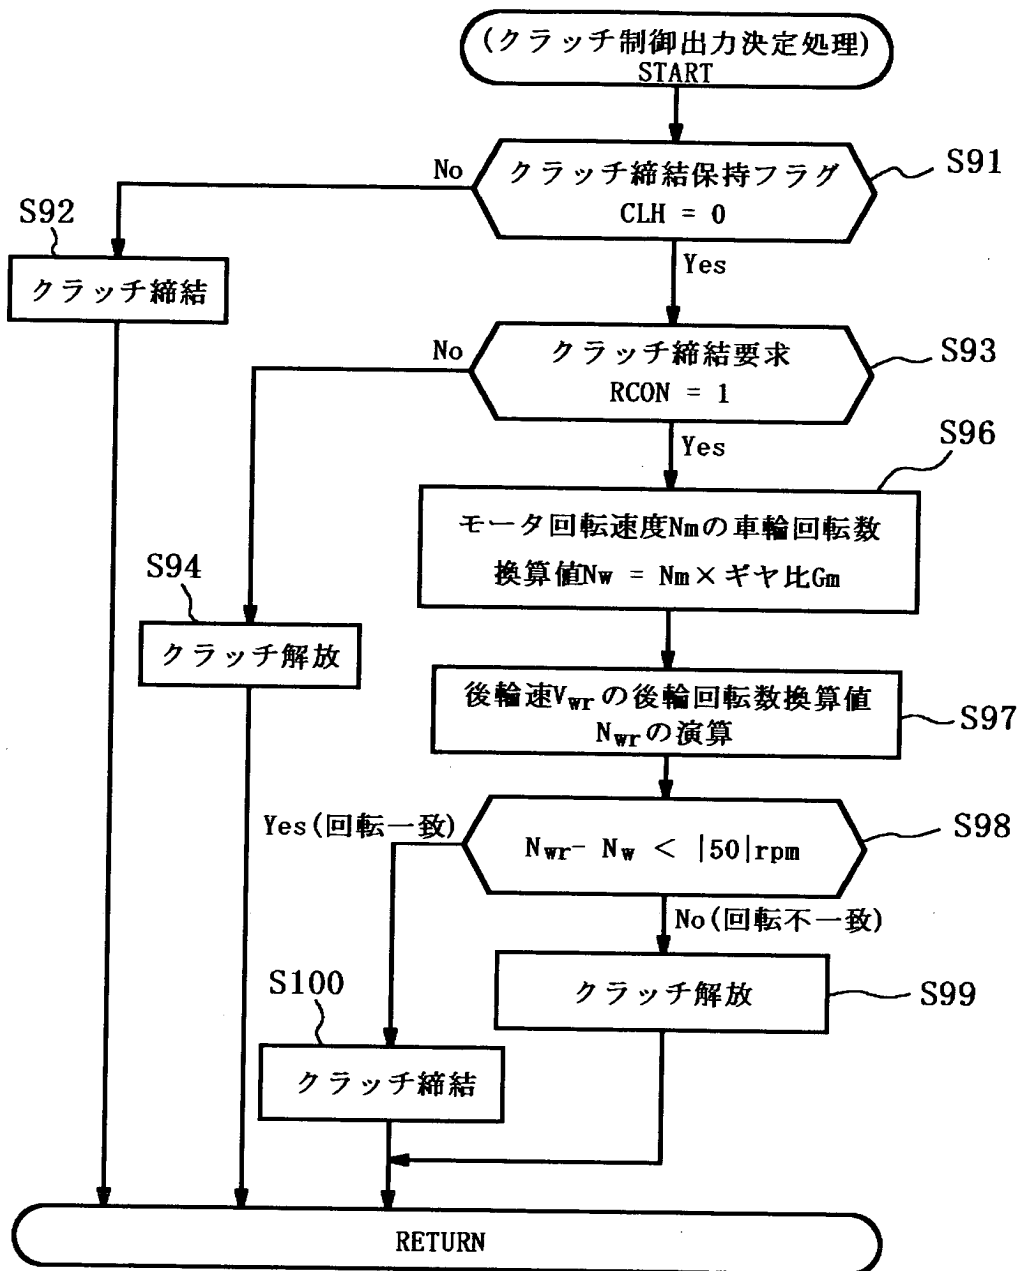 (クラッチ制御出力決定処理)
START
No
クラッチ締結保持フラグ
CLH = 0
S91
S92
クラッチ締結
Yes
No
クラッチ締結要求
RCON = 1
S93
Yes
S96
モータ回転速度Nmの車輪回転数
換算値Nw = Nm×ギヤ比Gm
S94
クラッチ解放
後輪速Vwrの後輪回転数換算値
Nwrの演算
S97
Yes(回転一致)
Nwr- Nw < |50|rpm
S98
No(回転不一致)
クラッチ解放
S99
S100
クラッチ締結
RETURN